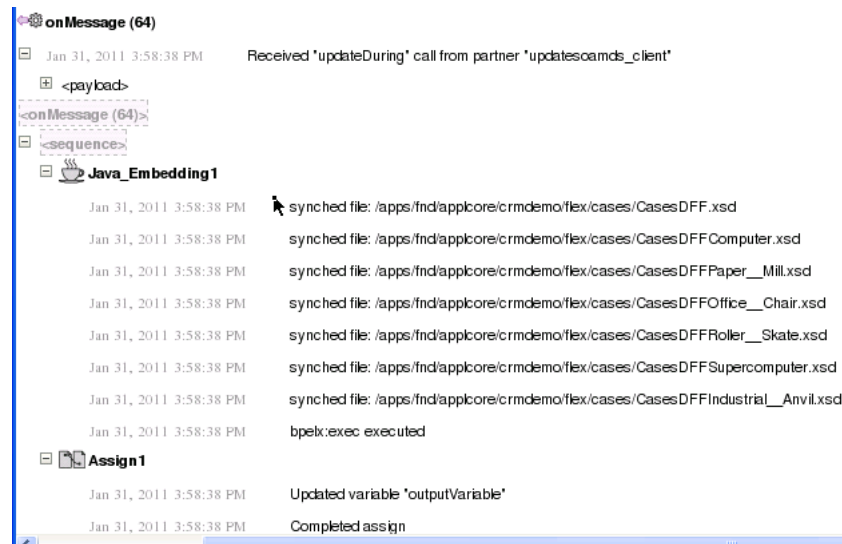 onMessage (64)
Jan 31, 2011 3:58:38 PM Received "updateDuring" call from partner "updatesoamds_client"
<payload>
<onMessage (64)>
<sequence>
Java_Embedding1
Jan 31, 2011 3:58:38 PM synched file: /apps/fnd/applcore/crmdemo/flex/cases/CasesDFF.xsd
Jan 31, 2011 3:58:38 PM synched file: /apps/fnd/applcore/crmdemo/flex/cases/CasesDFFComputer.xsd
Jan 31, 2011 3:58:38 PM synched file: /apps/fnd/applcore/crmdemo/flex/cases/CasesDFFPaper__Mill.xsd
Jan 31, 2011 3:58:38 PM synched file: /apps/fnd/applcore/crmdemo/flex/cases/CasesDFFOffice__Chair.xsd
Jan 31, 2011 3:58:38 PM synched file: /apps/fnd/applcore/crmdemo/flex/cases/CasesDFFRoller__Skate.xsd
Jan 31, 2011 3:58:38 PM synched file: /apps/fnd/applcore/crmdemo/flex/cases/CasesDFFSupercomputer.xsd
Jan 31, 2011 3:58:38 PM synched file: /apps/fnd/applcore/crmdemo/flex/cases/CasesDFFIndustrial__Anvil.xsd
Jan 31, 2011 3:58:38 PM bpelx:exec executed
Assign1
Jan 31, 2011 3:58:38 PM Updated variable "outputVariable"
Jan 31, 2011 3:58:38 PM Completed assign